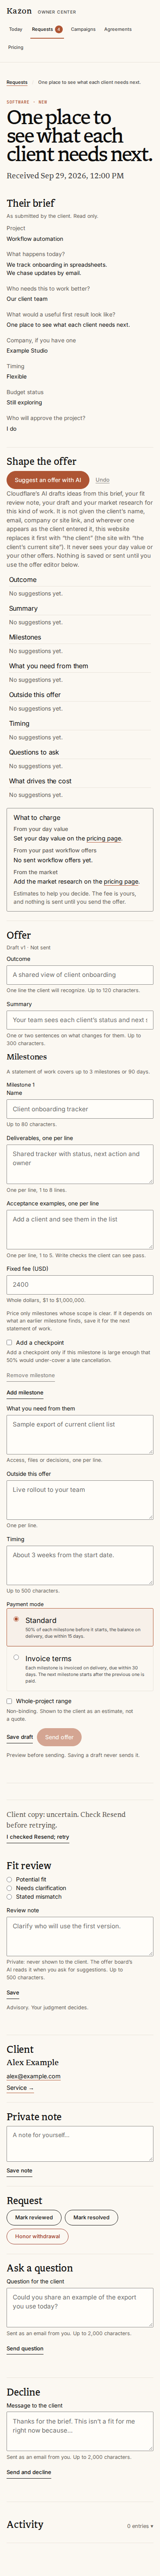 Kazon OWNER CENTER
Today Requests 4 Campaigns Agreements
Pricing
Requests One place to see what each client needs next.
SOFTWARE · NEW
One place to
see what each
client needs next.
Received Sep 29, 2026, 12:00 PM
Their brief
As submitted by the client. Read only.
Project
Workflow automation
What happens today?
We track onboarding in spreadsheets.
We chase updates by email.
Who needs this to work better?
Our client team
What would a useful first result look like?
One place to see what each client needs next.
Company, if you have one
Example Studio
Timing
Flexible
Budget status
Still exploring
Who will approve the project?
I do
Shape the offer
Suggest an offer with AI Undo
Cloudflare's AI drafts ideas from this brief, your fit
review note, your draft and your market research for
this kind of work. It is not given the client's name,
email, company or site link, and wherever one
appears as the client entered it, this website
replaces it first with "the client" (the site with "the
client's current site"). It never sees your day value or
your other offers. Nothing is saved or sent until you
use the offer editor below.
Outcome
No suggestions yet.
Summary
No suggestions yet.
Milestones
No suggestions yet.
What you need from them
No suggestions yet.
Outside this offer
No suggestions yet.
Timing
No suggestions yet.
Questions to ask
No suggestions yet.
What drives the cost
No suggestions yet.
What to charge
From your day value
Set your day value on the pricing page.
From your past workflow offers
No sent workflow offers yet.
From the market
Add the market research on the pricing page.
Estimates to help you decide. The fee is yours,
and nothing is sent until you send the offer.
Offer
Draft v1 · Not sent
Outcome
A shared view of client onboarding
One line the client will recognize. Up to 120 characters.
Summary
Your team sees each client's status and next
One or two sentences on what changes for them. Up to
300 characters.
Milestones
A statement of work covers up to 3 milestones or 90 days.
Milestone 1
Name
Client onboarding tracker
Up to 80 characters.
Deliverables, one per line
Shared tracker with status, next action and
owner
One per line, 1 to 8 lines.
Acceptance examples, one per line
Add a client and see them in the list
One per line, 1 to 5. Write checks the client can see pass.
Fixed fee (USD)
2400
Whole dollars, $1 to $1,000,000.
Price only milestones whose scope is clear. If it depends on
what an earlier milestone finds, save it for the next
statement of work.
Add a checkpoint
Add a checkpoint only if this milestone is large enough that
50% would under-cover a late cancellation.
Remove milestone
Add milestone
What you need from them
Sample export of current client list
Access, files or decisions, one per line.
Outside this offer
Live rollout to your team
One per line.
Timing
About 3 weeks from the start date.
Up to 500 characters.
Payment mode
Standard
50% of each milestone before it starts, the balance on
delivery, due within 15 days.
Invoice terms
Each milestone is invoiced on delivery, due within 30
days. The next milestone starts after the previous one is
paid.
Whole-project range
Non-binding. Shown to the client as an estimate, not
a quote.
Save draft Send offer
Preview before sending. Saving a draft never sends it.
Client copy: uncertain. Check Resend
before retrying.
I checked Resend; retry
Fit review
Potential fit
Needs clarification
Stated mismatch
Review note
Clarify who will use the first version.
Private: never shown to the client. The offer board's
AI reads it when you ask for suggestions. Up to
500 characters.
Save
Advisory. Your judgment decides.
Client
Alex Example
alex@example.com
Service →
Private note
A note for yourself...
Save note
Request
Mark reviewed Mark resolved
Honor withdrawal
Ask a question
Question for the client
Could you share an example of the export
you use today?
Sent as an email from you. Up to 2,000 characters.
Send question
Decline
Message to the client
Thanks for the brief. This isn't a fit for me
right now because...
Sent as an email from you. Up to 2,000 characters.
Send and decline
Activity 0 entries ▾